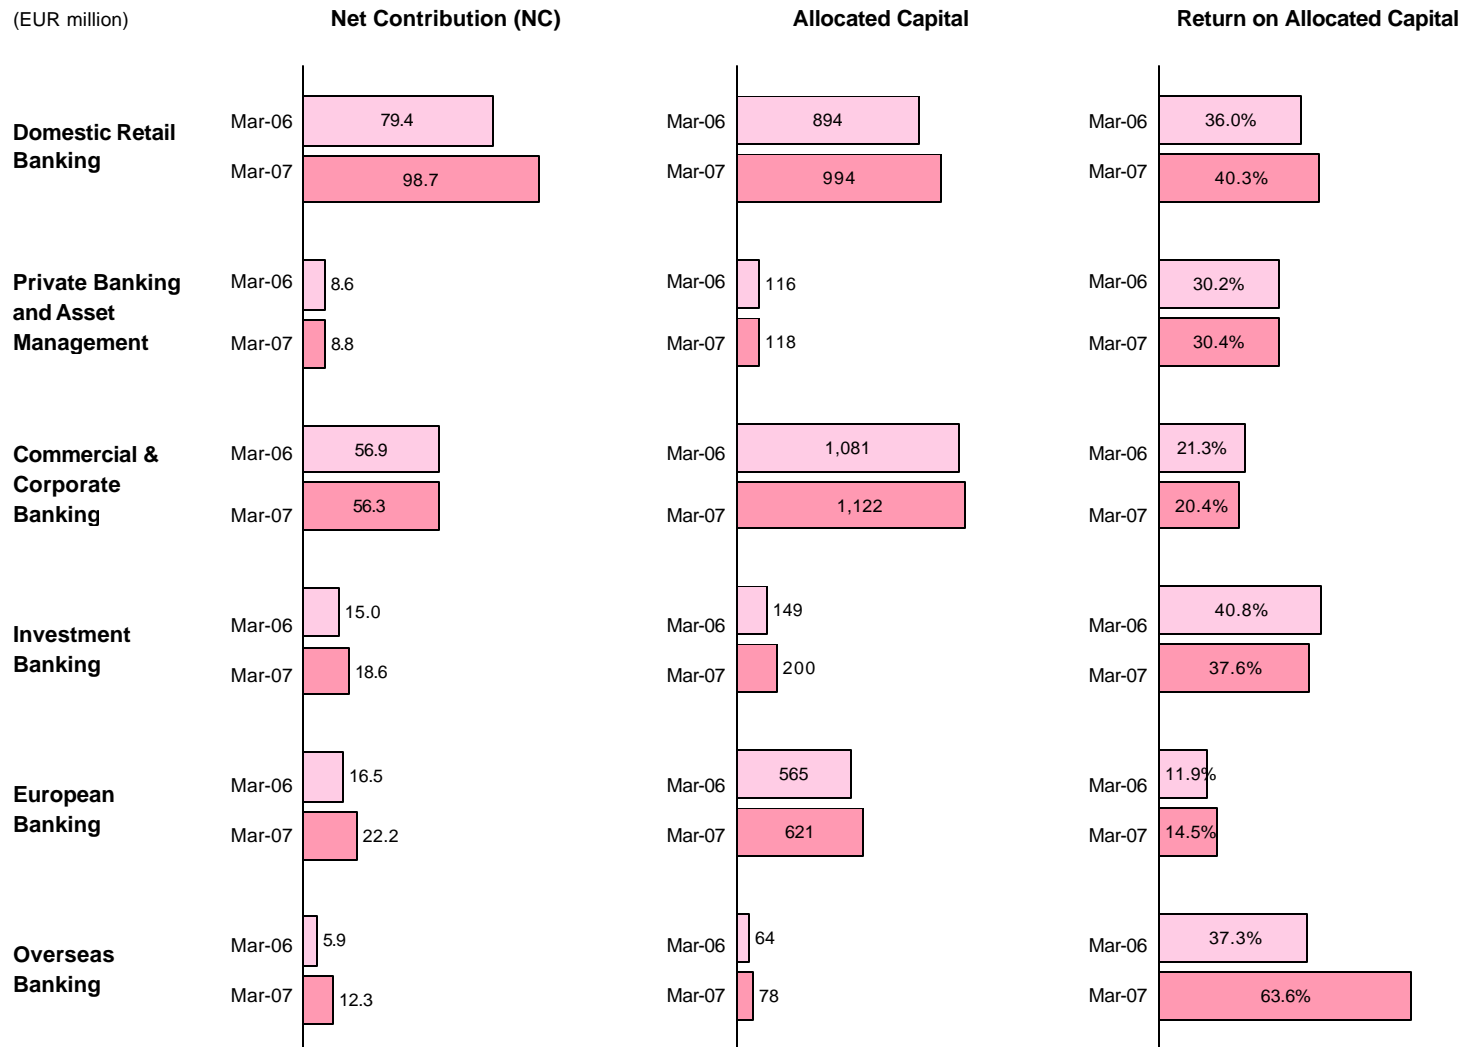 (EUR million) Net Contribution (NC) Allocated Capital Return on Allocated Capital
Domestic Retail
Banking
Mar-06 79.4 Mar-06 894 Mar-06 36.0%
Mar-07 98.7 Mar-07 994 Mar-07 40.3%
Private Banking
and Asset
Management
Mar-06 8.6 Mar-06 116 Mar-06 30.2%
Mar-07 8.8 Mar-07 118 Mar-07 30.4%
Commercial &
Corporate
Banking
Mar-06 56.9 Mar-06 1,081 Mar-06 21.3%
Mar-07 56.3 Mar-07 1,122 Mar-07 20.4%
Investment
Banking
Mar-06 15.0 Mar-06 149 Mar-06 40.8%
Mar-07 18.6 Mar-07 200 Mar-07 37.6%
European
Banking
Mar-06 16.5 Mar-06 565 Mar-06 11.9%
Mar-07 22.2 Mar-07 621 Mar-07 14.5%
Overseas
Banking
Mar-06 5.9 Mar-06 64 Mar-06 37.3%
Mar-07 12.3 Mar-07 78 Mar-07 63.6%